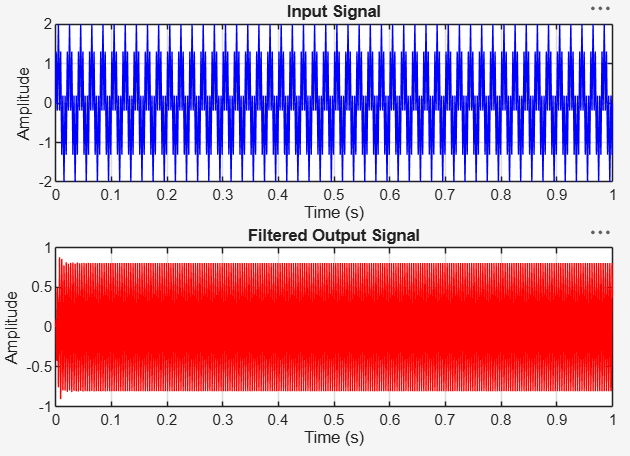 Input Signal
2
1
0
-1
-2
Amplitude
0 0.1 0.2 0.3 0.4 0.5 0.6 0.7 0.8 0.9 1
Time (s)
Filtered Output Signal
1
0.5
0
-0.5
-1
Amplitude
0 0.1 0.2 0.3 0.4 0.5 0.6 0.7 0.8 0.9 1
Time (s)